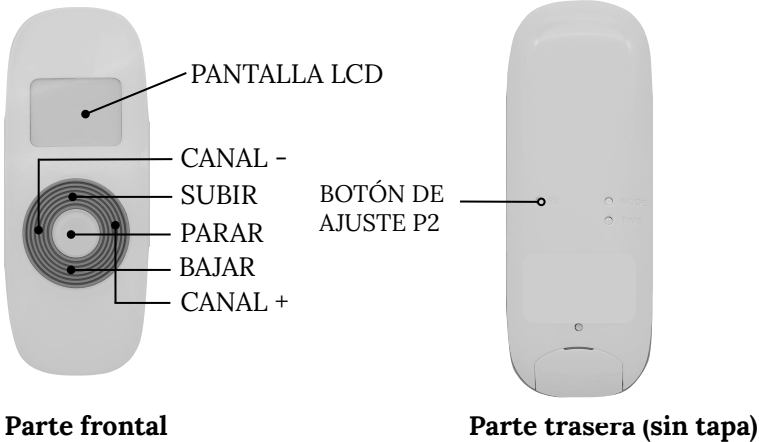 PANTALLA LCD
CANAL -
SUBIR
PARAR
BAJAR
CANAL +
BOTÓN DE
AJUSTE P2
Parte frontal
Parte trasera (sin tapa)